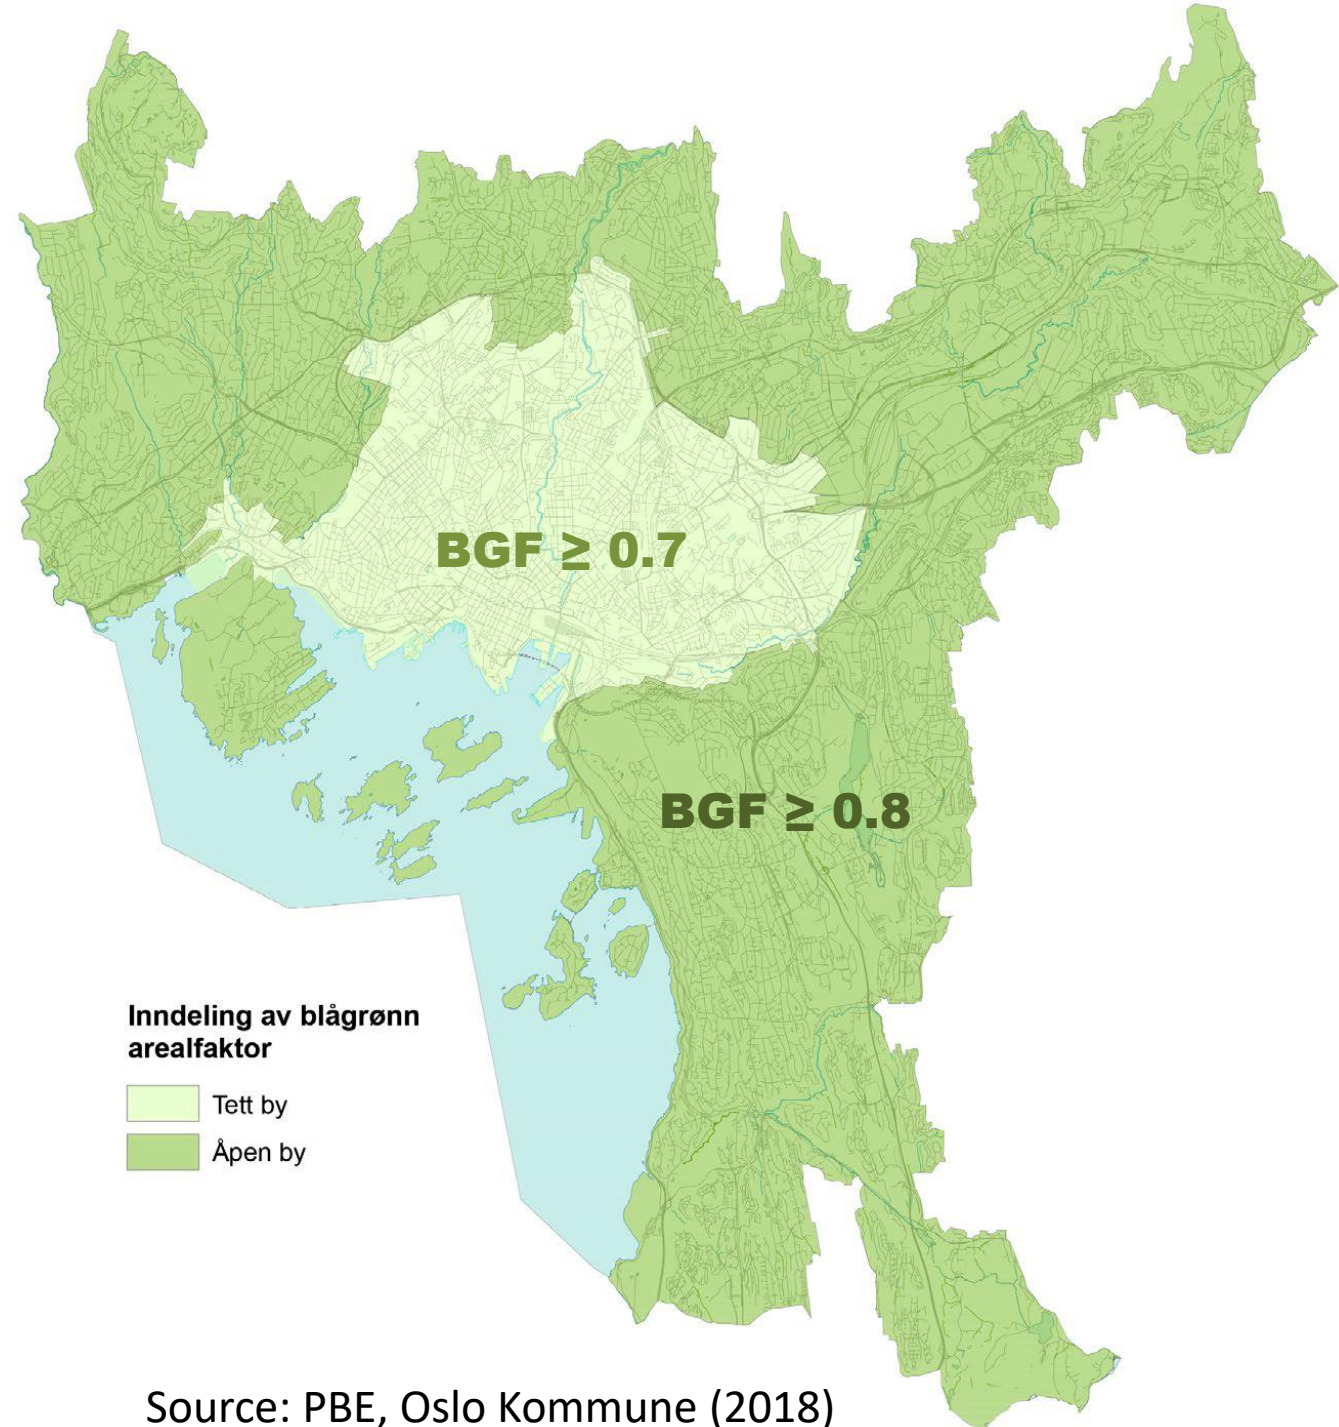 BGF ≥ 0.7
BGF ≥ 0.8
Inndeling av blågrønn
arealfaktor
Tett by
Åpen by
Source: PBE, Oslo Kommune (2018)